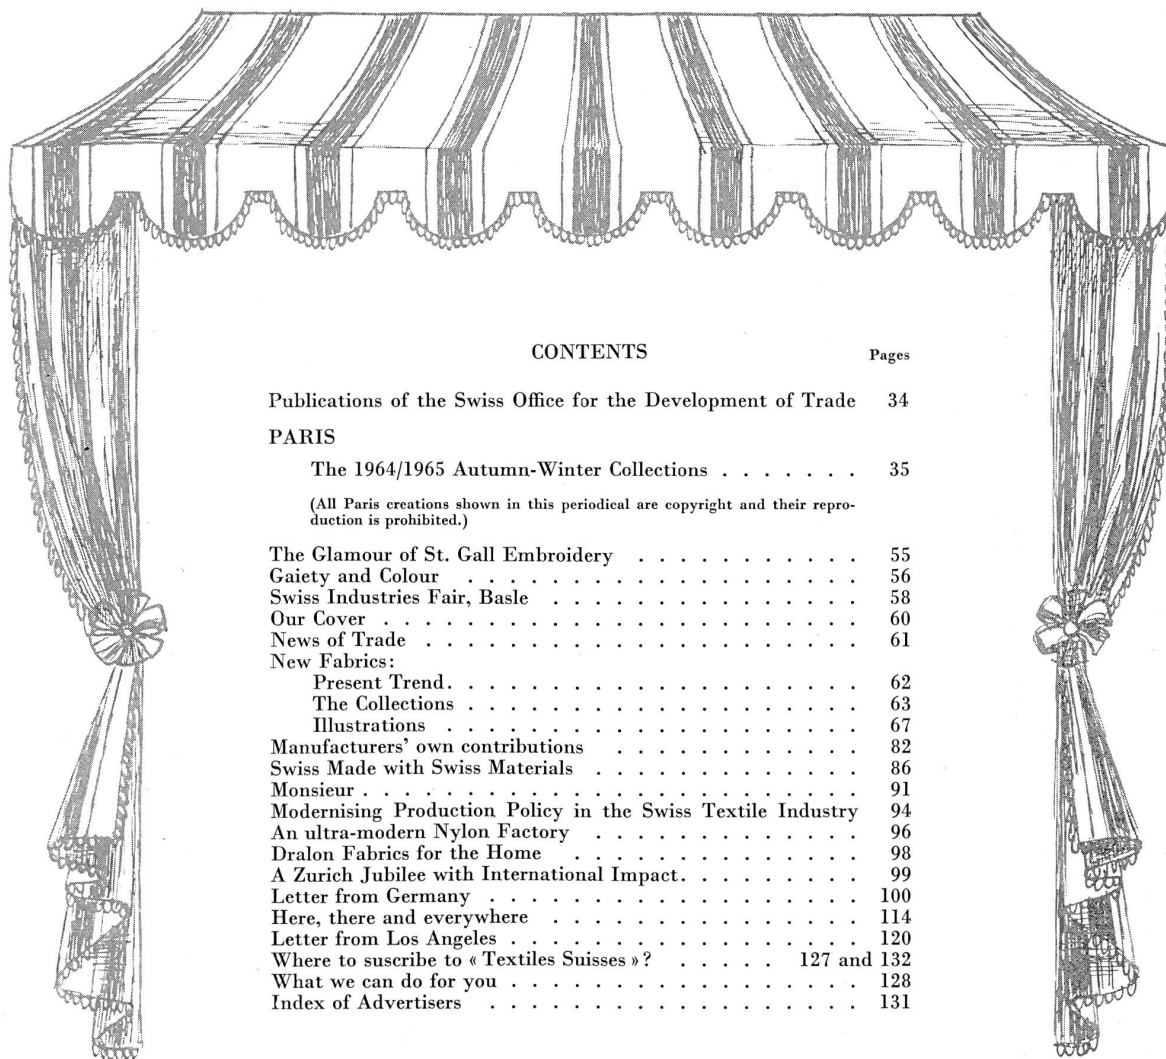 CONTENTS Pages
Publications of the Swiss Office for the Development of Trade 34
PARIS
The 1964/1965 Autumn-Winter Collections . . . . . . . 35
(All Paris creations shown in this periodical are copyright and their repro-
duction is prohibited.)
The Glamour of St. Gall Embroidery . . . . . . . . . . . 55
Gaiety and Colour . . . . . . . . . . . . . . . . . . . 56
Swiss Industries Fair, Basle . . . . . . . . . . . . . . . 58
Our Cover . . . . . . . . . . . . . . . . . . . . . . . 60
News of Trade . . . . . . . . . . . . . . . . . . . . . 61
New Fabrics:
Present Trend . . . . . . . . . . . . . . . . . . . . 62
The Collections . . . . . . . . . . . . . . . . . . . 63
Illustrations . . . . . . . . . . . . . . . . . . . 67
Manufacturers' own contributions . . . . . . . . . . . . 82
Swiss Made with Swiss Materials . . . . . . . . . . . . . 86
Monsieur . . . . . . . . . . . . . . . . . . . . . . . . 91
Modernising Production Policy in the Swiss Textile Industry 94
An ultra-modern Nylon Factory . . . . . . . . . . . . . 96
Dralon Fabrics for the Home . . . . . . . . . . . . . . 98
A Zurich Jubilee with International Impact . . . . . . . . . 99
Letter from Germany . . . . . . . . . . . . . . . . . . 100
Here, there and everywhere . . . . . . . . . . . . . . . 114
Letter from Los Angeles . . . . . . . . . . . . . . . . . 120
Where to suscribe to « Textiles Suisses »? . . . . . 127 and 132
What we can do for you . . . . . . . . . . . . . . . . . 128
Index of Advertisers . . . . . . . . . . . . . . . . . . 131